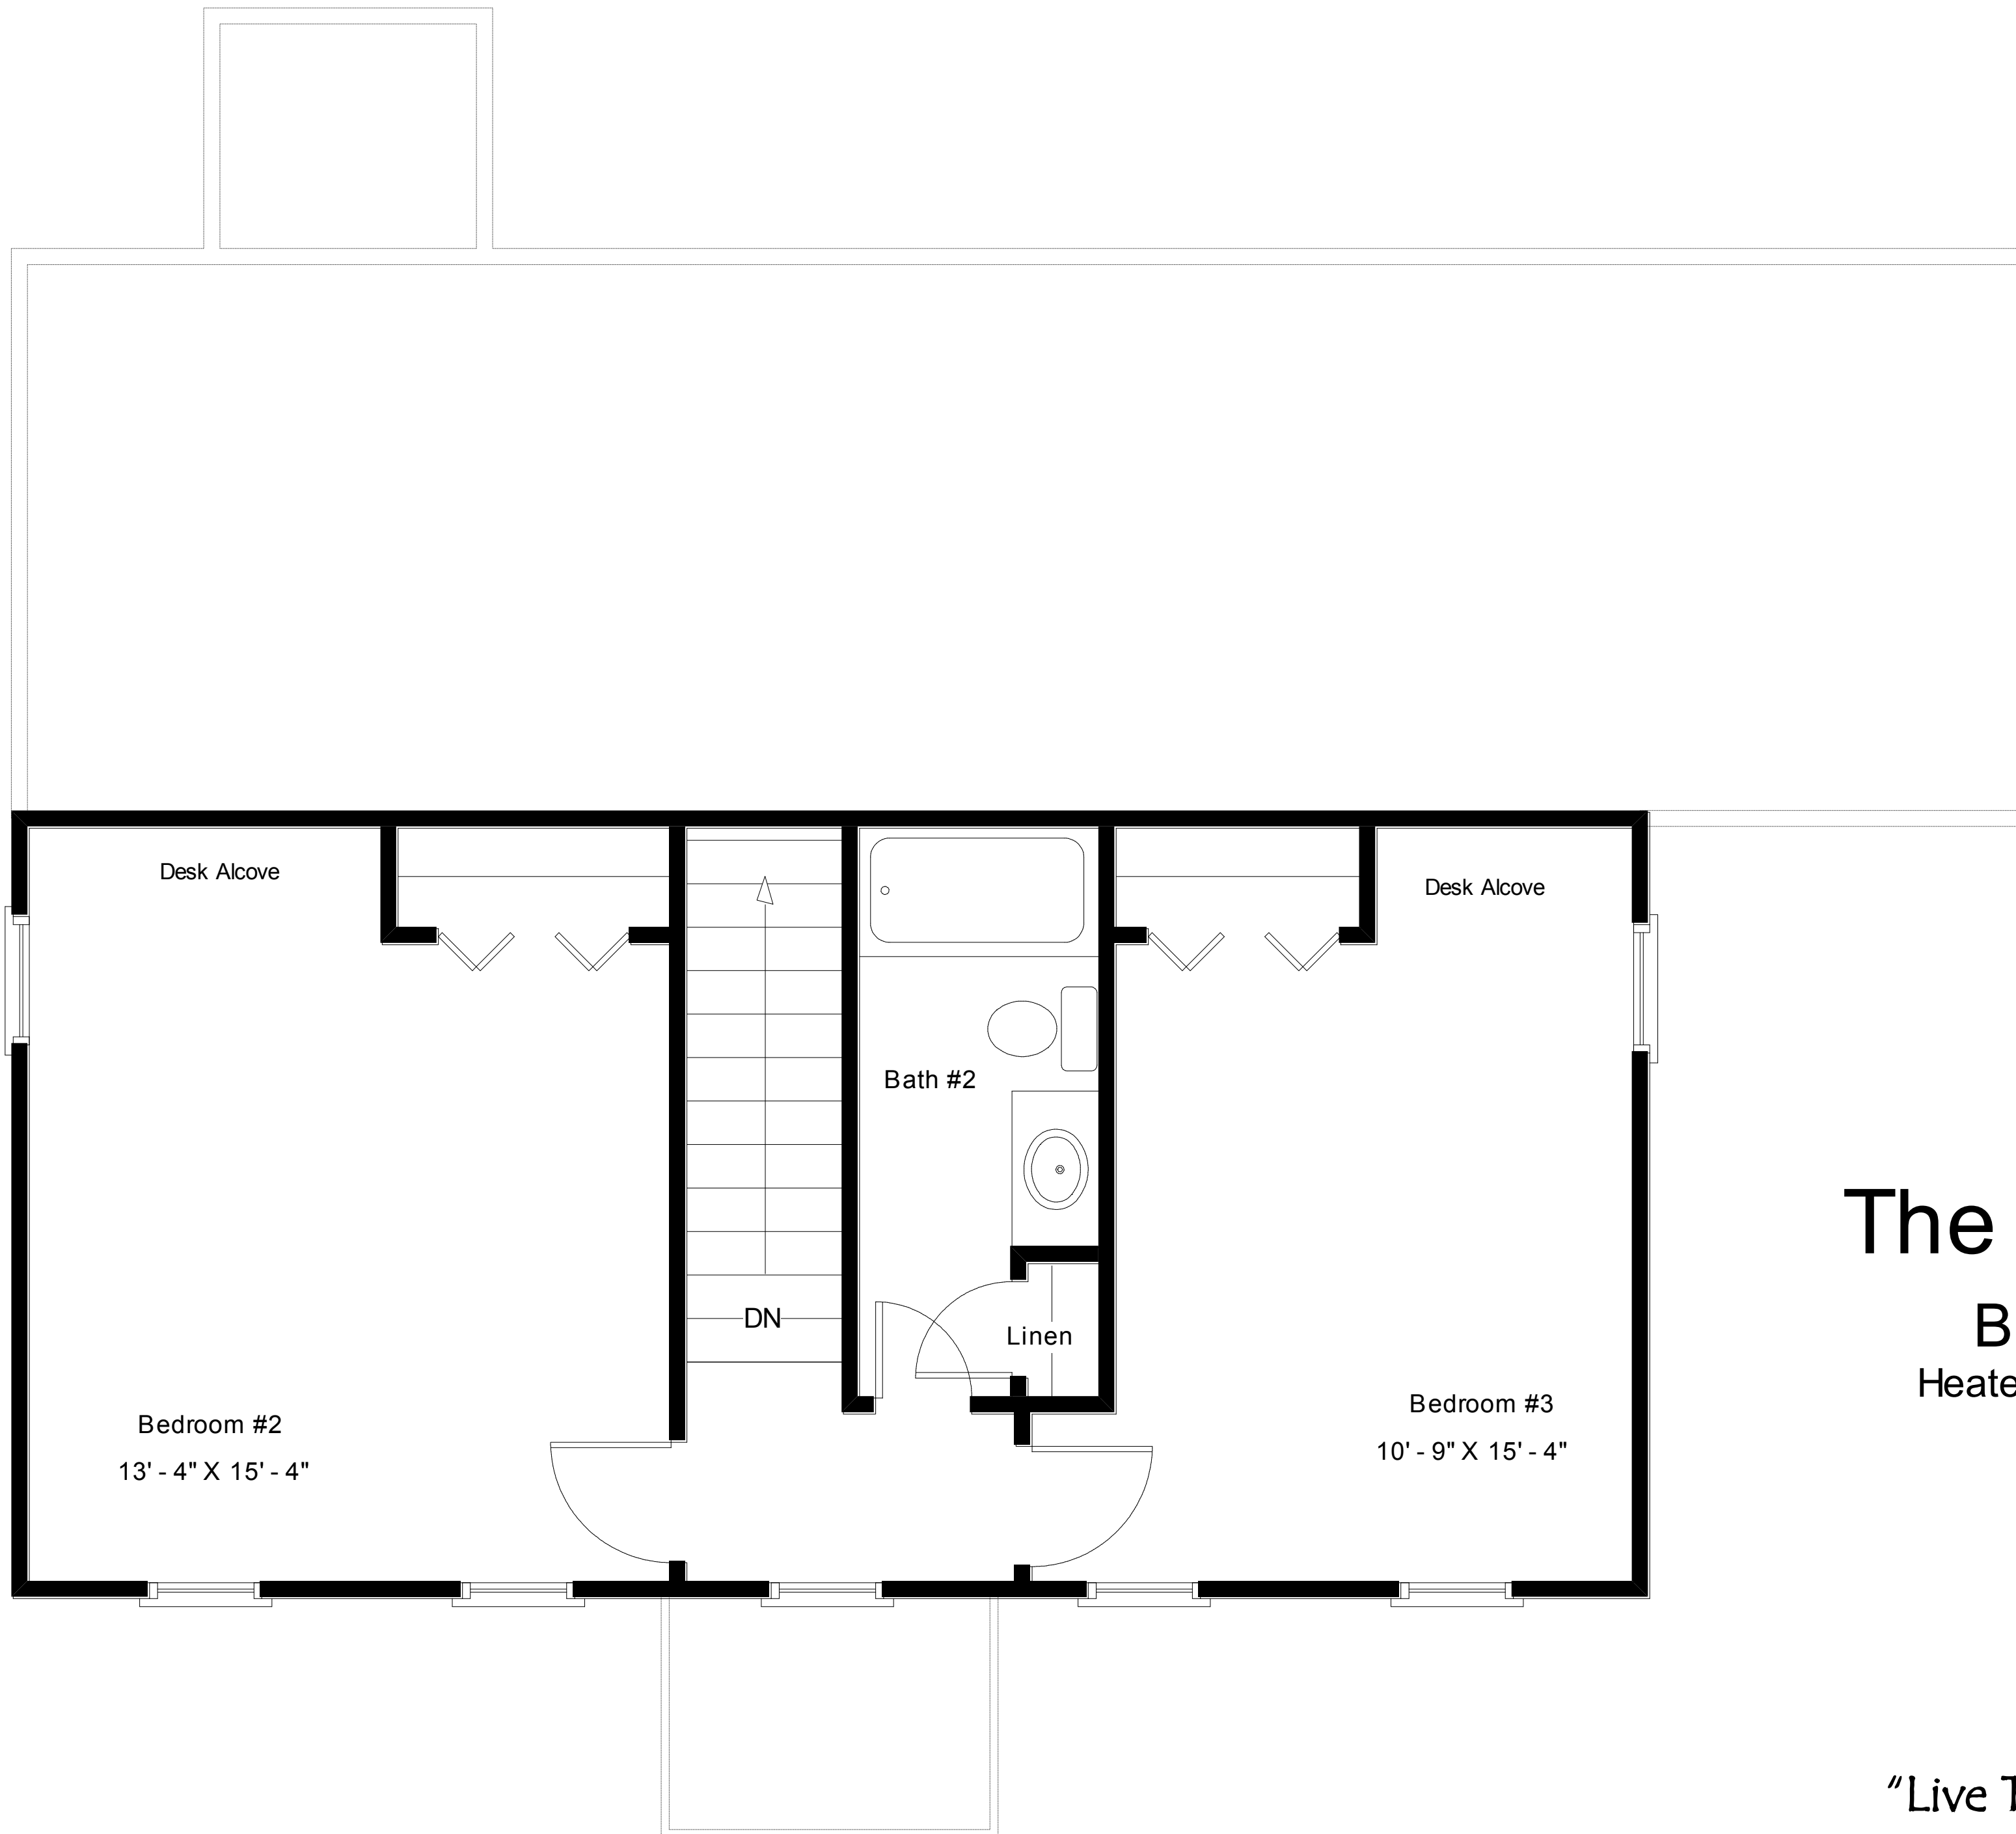 Desk Alcove
Desk Alcove
Bath #2
The
B
DN
Linen
Heate
Bedroom #2
13' - 4" X 15' - 4"
Bedroom #3
10' - 9" X 15' - 4"
"Live T